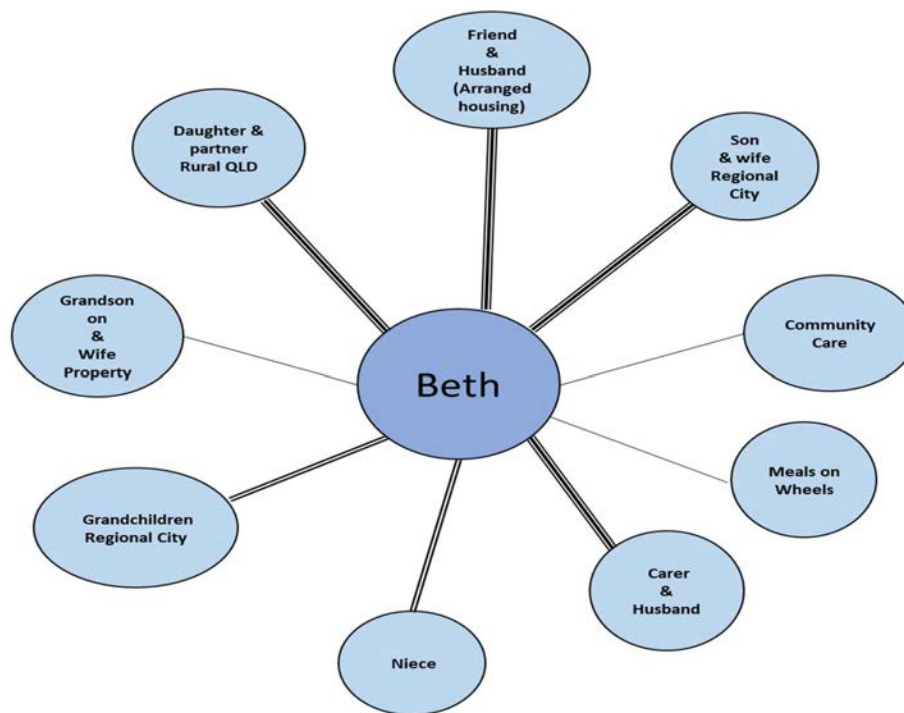 Friend
&
Husband
(Arranged
housing)
Daughter &
partner
Rural QLD
Son
& wife
Regional
City
Grandson
on
&
Wife
Property
Beth
Community
Care
Meals on
Wheels
Grandchildren
Regional City
Carer
&
Husband
Niece